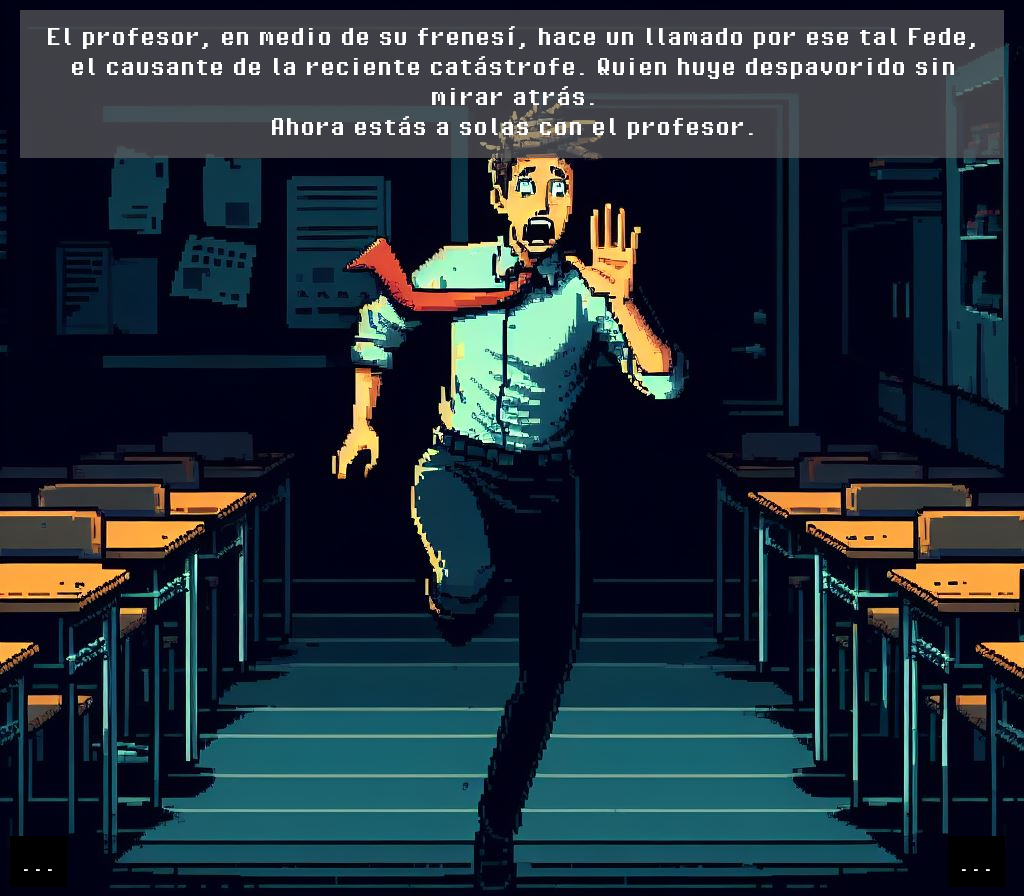 El profesor, en medio de su frenesí, hace un llamado por ese tal Fede,
el causante de la reciente catástrofe. Quien huye despavorido sin
mirar atrás.
Ahora estás a solas con el profesor.
... ...